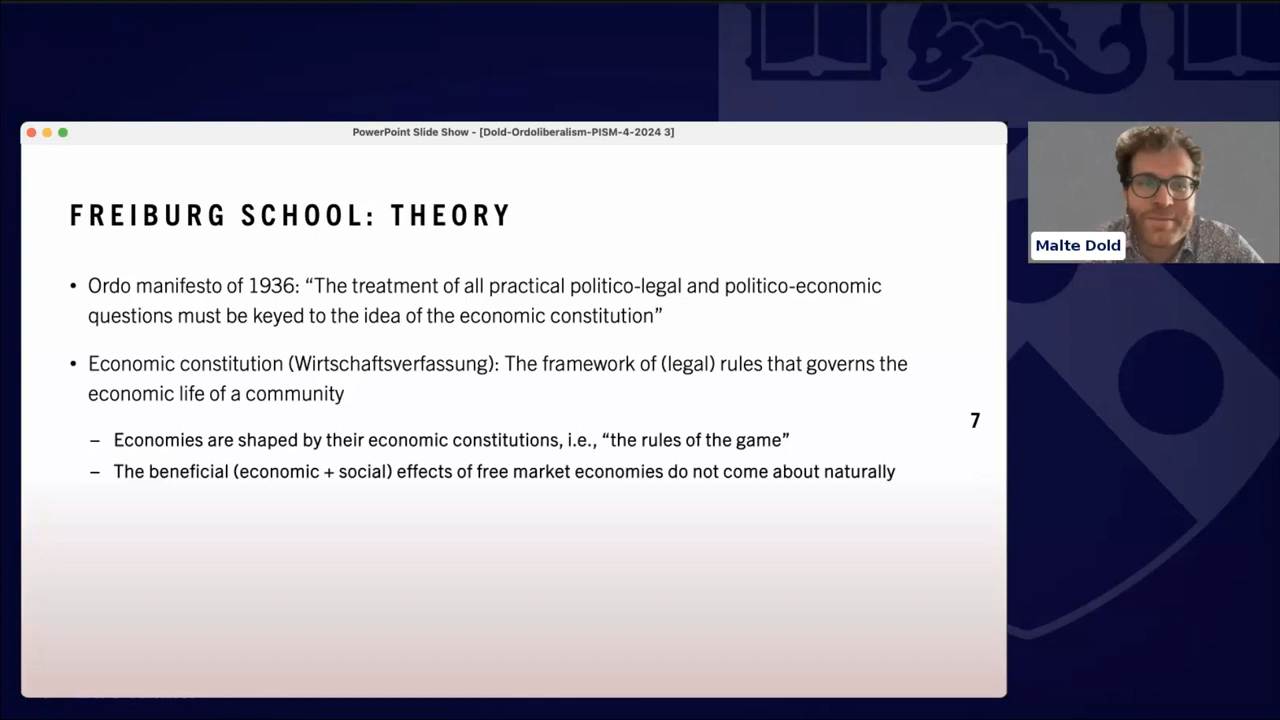 PowerPoint Slide Show - [Dold-Ordoliberalism-PISM-4-2024 3]
FREIBURG SCHOOL: THEORY
• Ordo manifesto of 1936: “The treatment of all practical politico-legal and politico-economic
questions must be keyed to the idea of the economic constitution”
• Economic constitution (Wirtschaftsverfassung): The framework of (legal) rules that governs the
economic life of a community
– Economies are shaped by their economic constitutions, i.e., “the rules of the game”
– The beneficial (economic + social) effects of free market economies do not come about naturally
7
Malte Dold